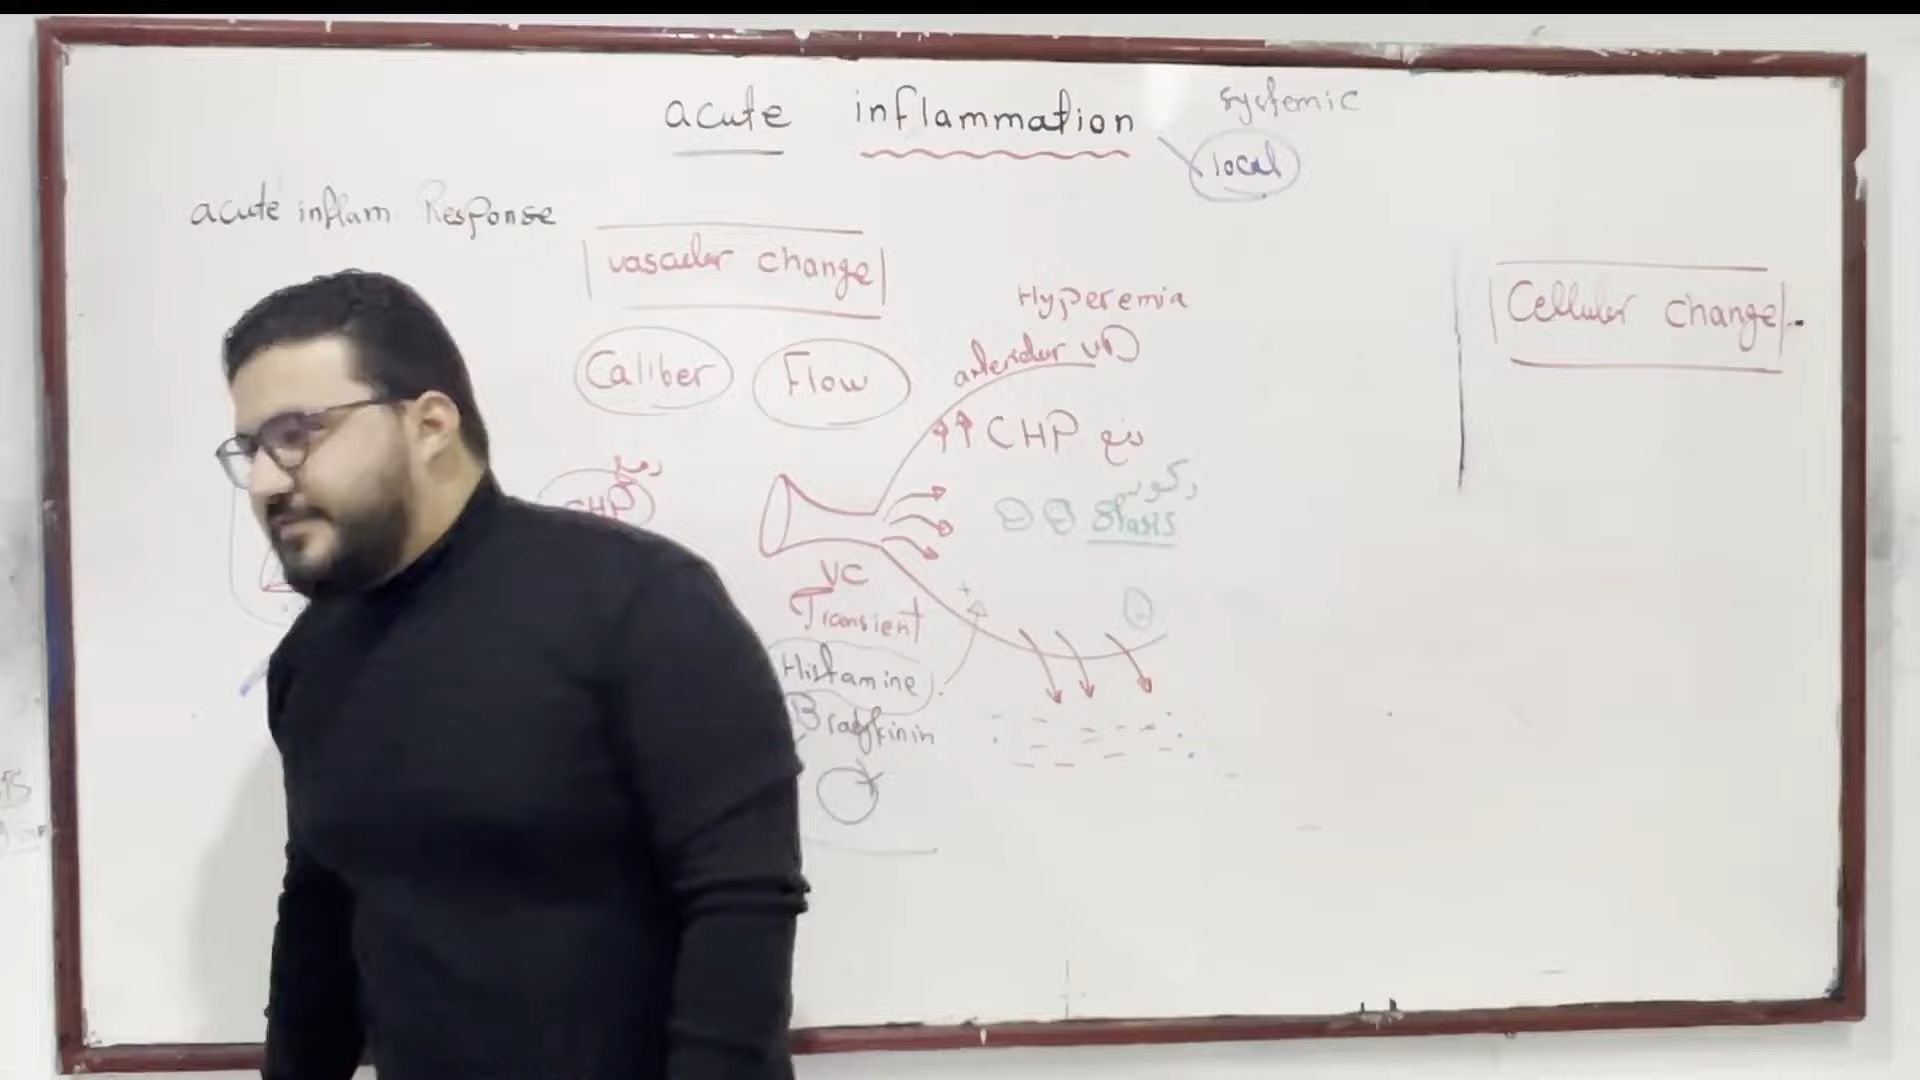 acute inflammation
systemic
local
acute inflam Response
vascular change
Cellular change
Caliber
Flow
Hyperemia
arteriolar VD
↑↑ CHP
CHP
Stasis
VC
Transient
Histamine
Bradykinin